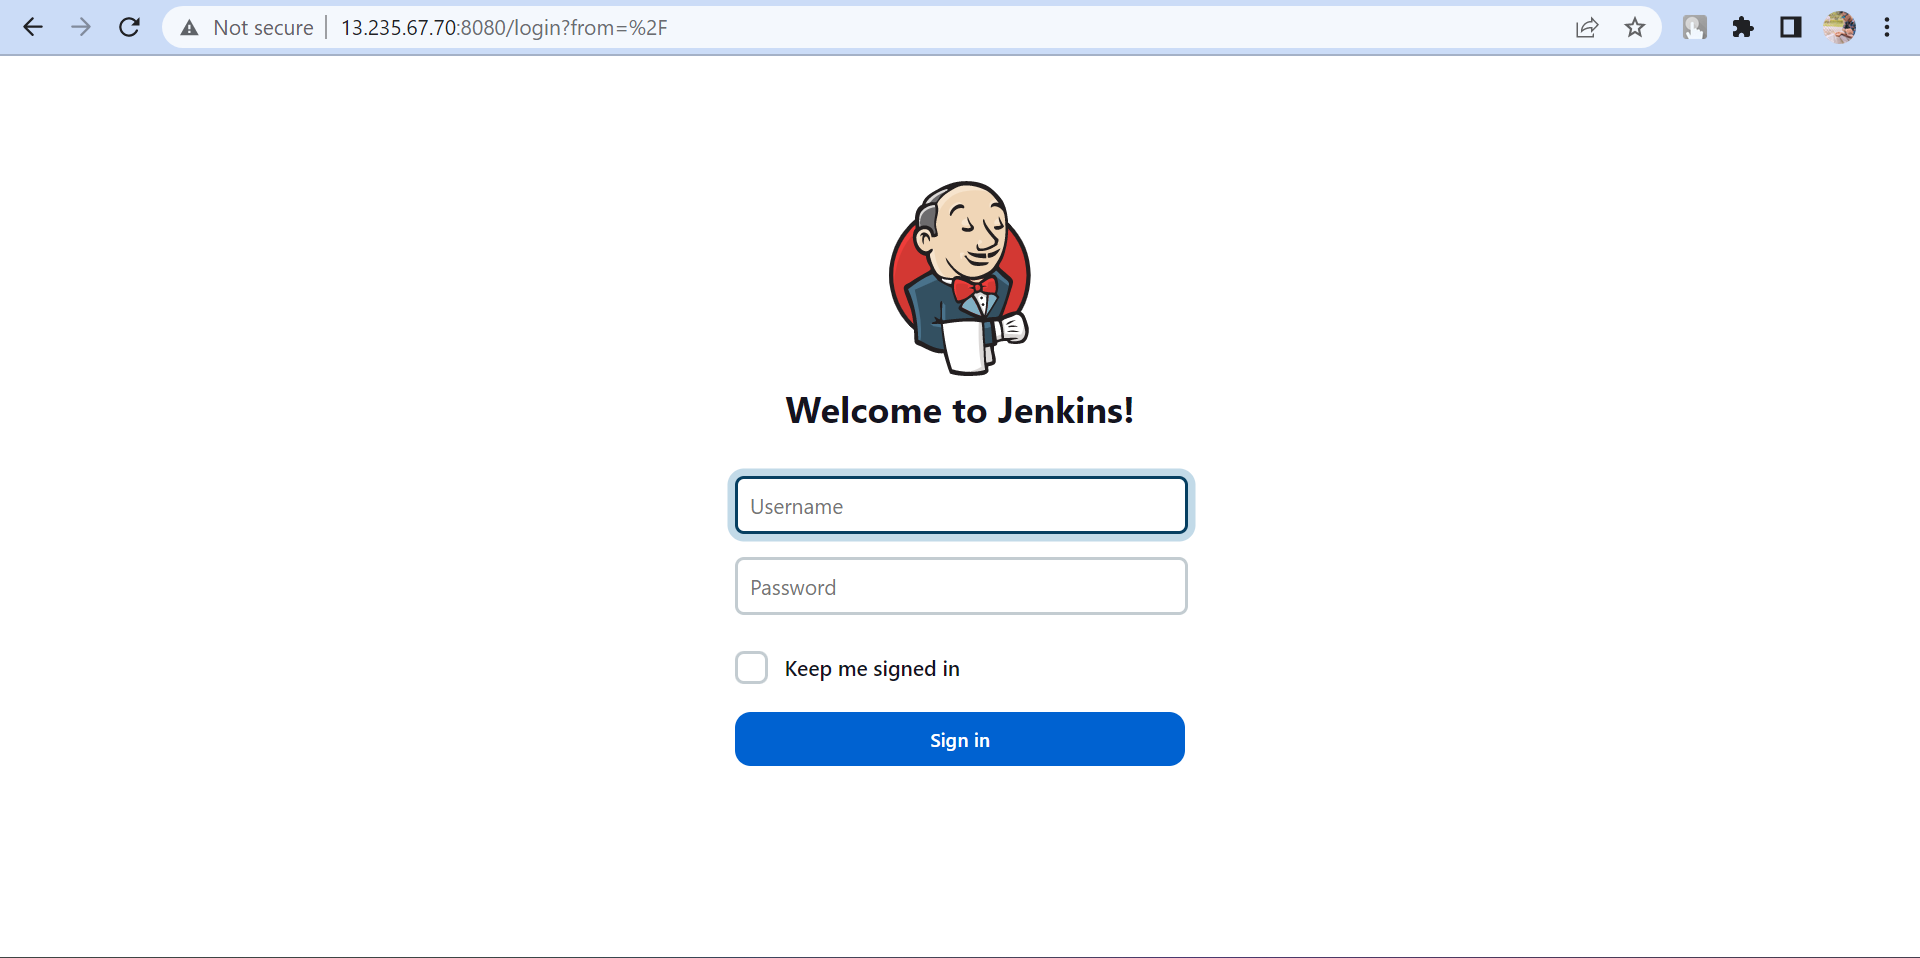 Not secure | 13.235.67.70:8080/login?from=%2F
Welcome to Jenkins!
Username
Password
Keep me signed in
Sign in